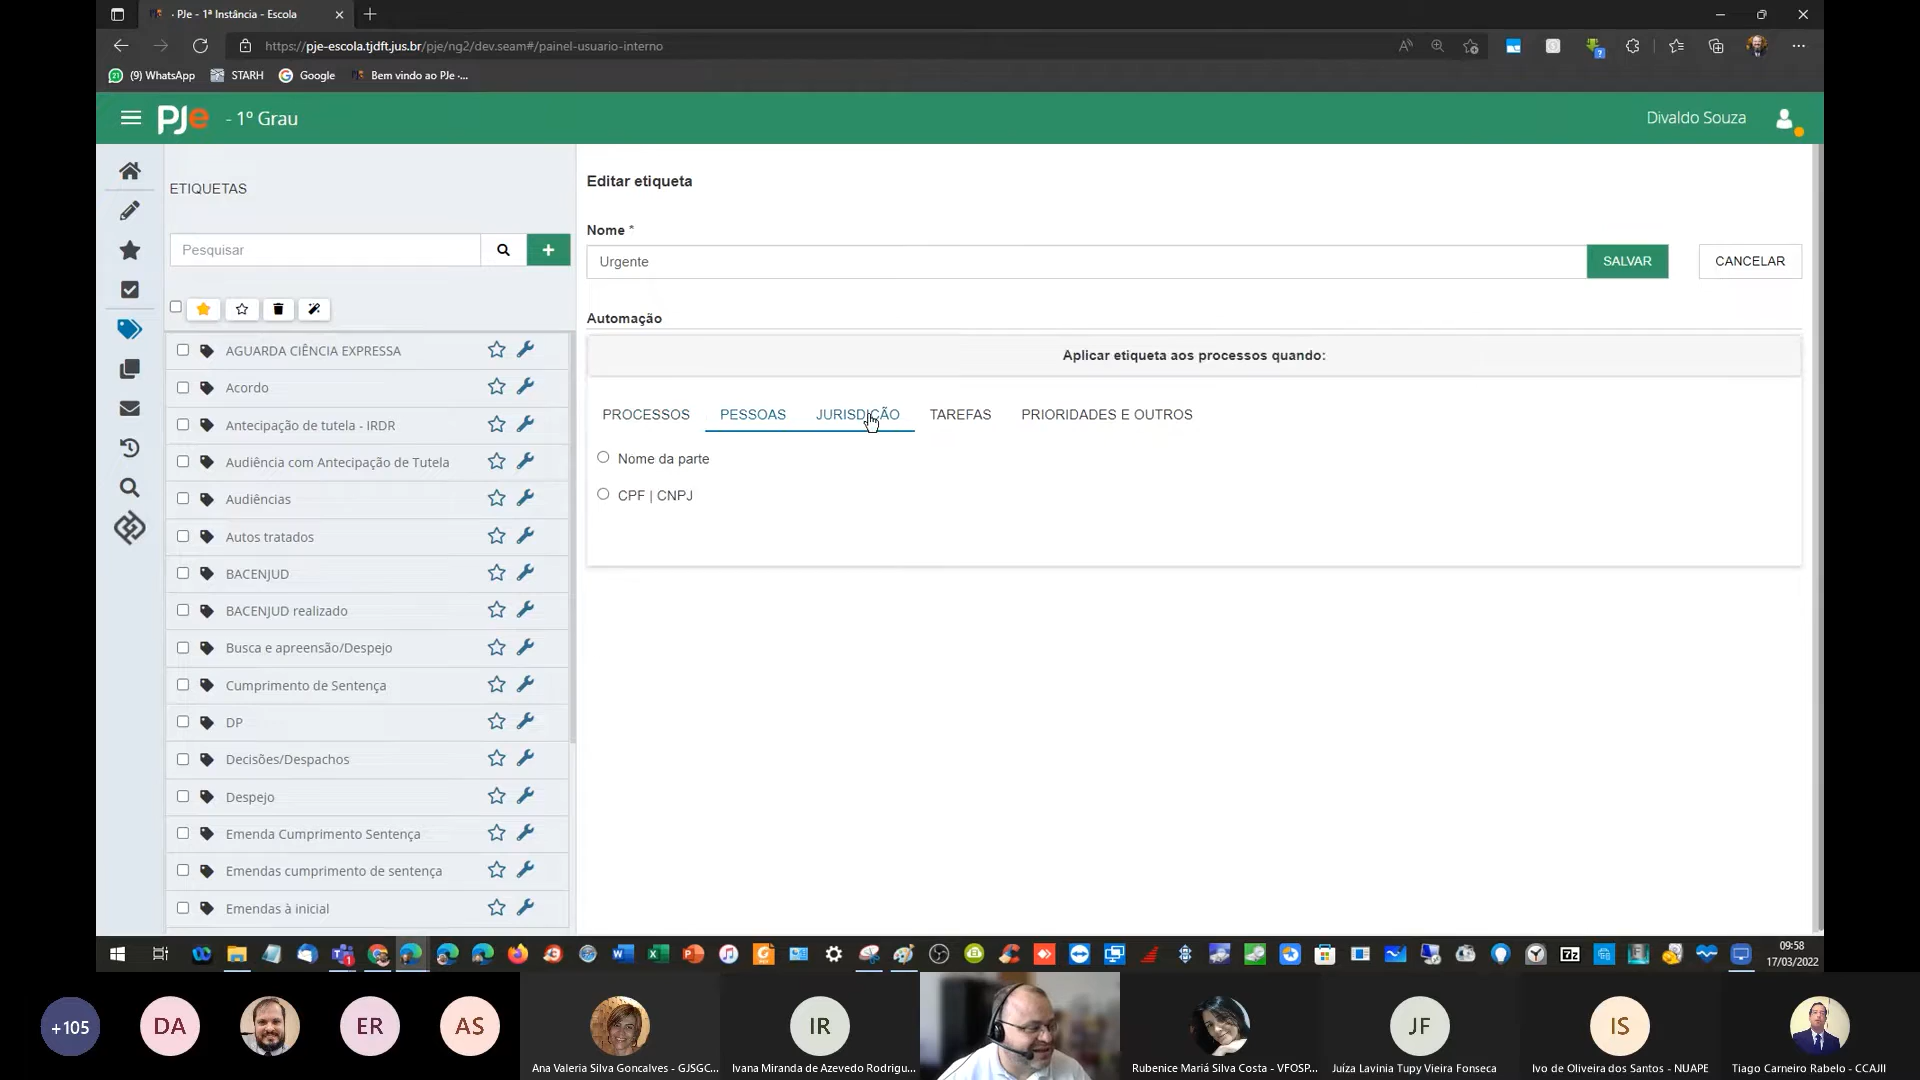 · PJe - 1ª Instância - Escola
https://pje-escola.tjdft.jus.br/pje/ng2/dev.seam#/painel-usuario-interno
(9) WhatsApp
STARH
Google
Bem vindo ao PJe ·...
PJe - 1º Grau
Divaldo Souza
ETIQUETAS
Pesquisar
AGUARDA CIÊNCIA EXPRESSA
Acordo
Antecipação de tutela - IRDR
Audiência com Antecipação de Tutela
Audiências
Autos tratados
BACENJUD
BACENJUD realizado
Busca e apreensão/Despejo
Cumprimento de Sentença
DP
Decisões/Despachos
Despejo
Emenda Cumprimento Sentença
Emendas cumprimento de sentença
Emendas à inicial
Editar etiqueta
Nome *
Urgente
SALVAR
CANCELAR
Automação
Aplicar etiqueta aos processos quando:
PROCESSOS
PESSOAS
JURISDIÇÃO
TAREFAS
PRIORIDADES E OUTROS
Nome da parte
CPF | CNPJ
09:58
17/03/2022
+105
DA
ER
AS
Ana Valeria Silva Goncalves - GJSGC...
IR
Ivana Miranda de Azevedo Rodrigu...
Rubenice Mariá Silva Costa - VFOSP...
JF
Juíza Lavinia Tupy Vieira Fonseca
IS
Ivo de Oliveira dos Santos - NUAPE
Tiago Carneiro Rabelo - CCAJII